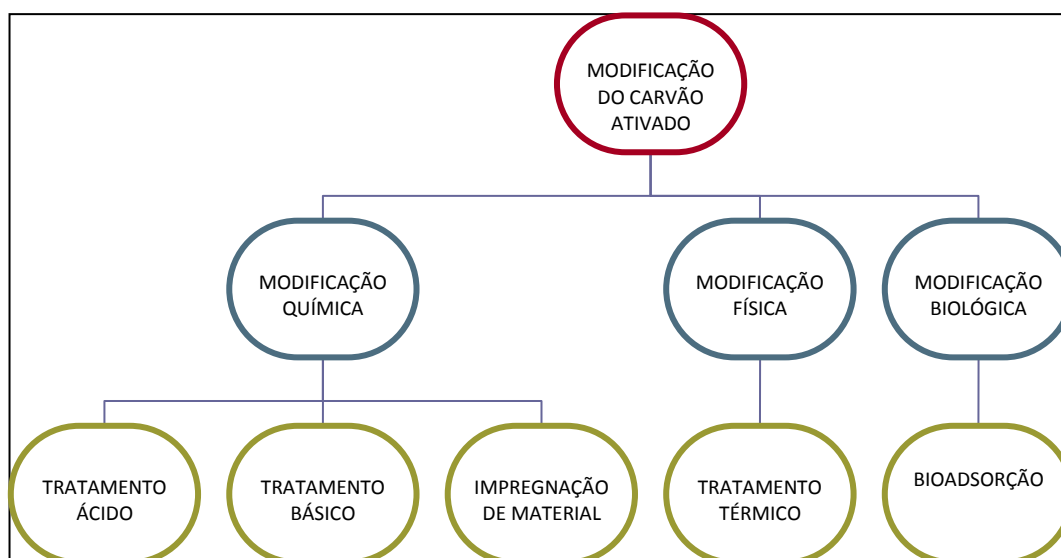 MODIFICAÇÃO
DO CARVÃO
ATIVADO
MODIFICAÇÃO
QUÍMICA
MODIFICAÇÃO
FÍSICA
MODIFICAÇÃO
BIOLÓGICA
TRATAMENTO
ÁCIDO
TRATAMENTO
BÁSICO
IMPREGNAÇÃO
DE MATERIAL
TRATAMENTO
TÉRMICO
BIOADSORÇÃO